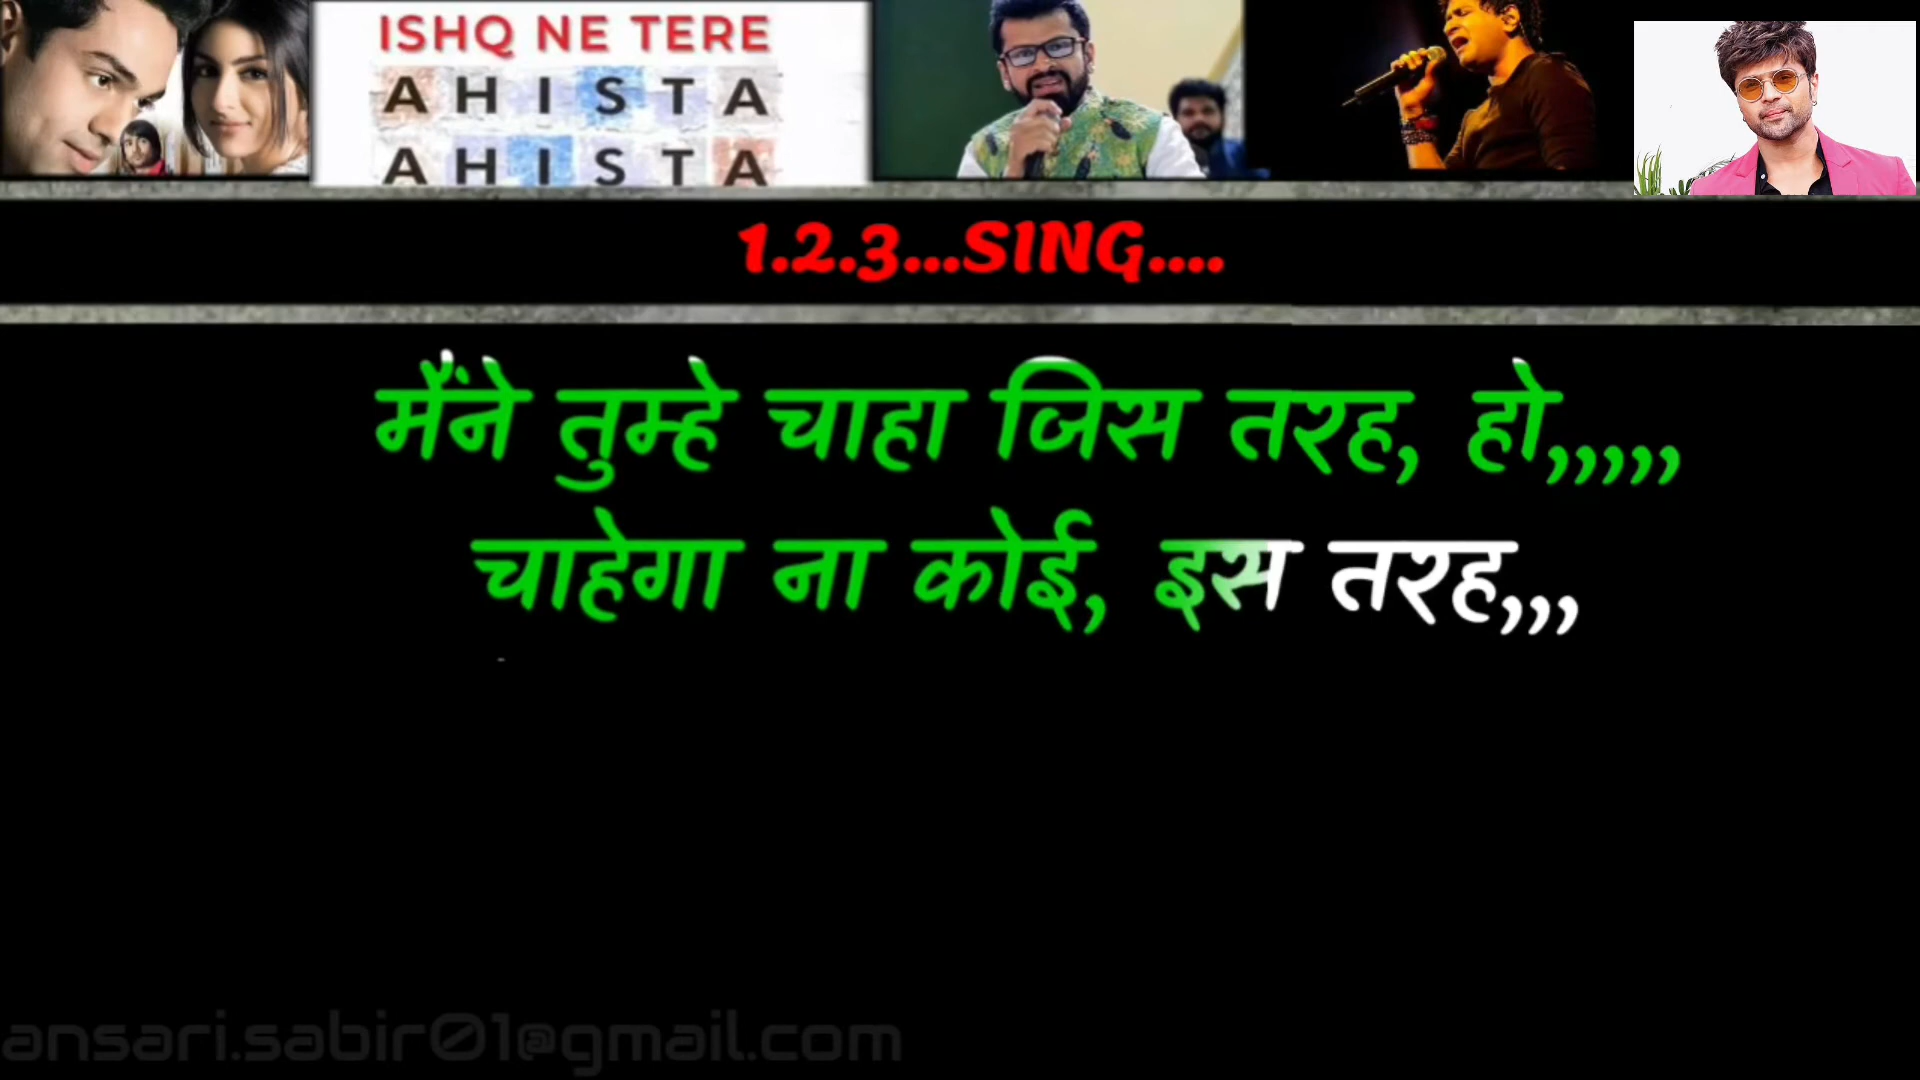 ISHQ NE TERE
AHISTA
AHISTA
1.2.3...SING....
मैंने तुम्हे चाहा जिस तरह, हो,,,,,
चाहेगा ना कोई, इस तरह,,,
ansari.sabir01@gmail.com